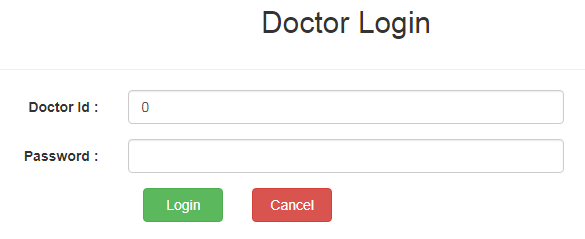 Doctor Login
Doctor Id : 0
Password :
Login Cancel